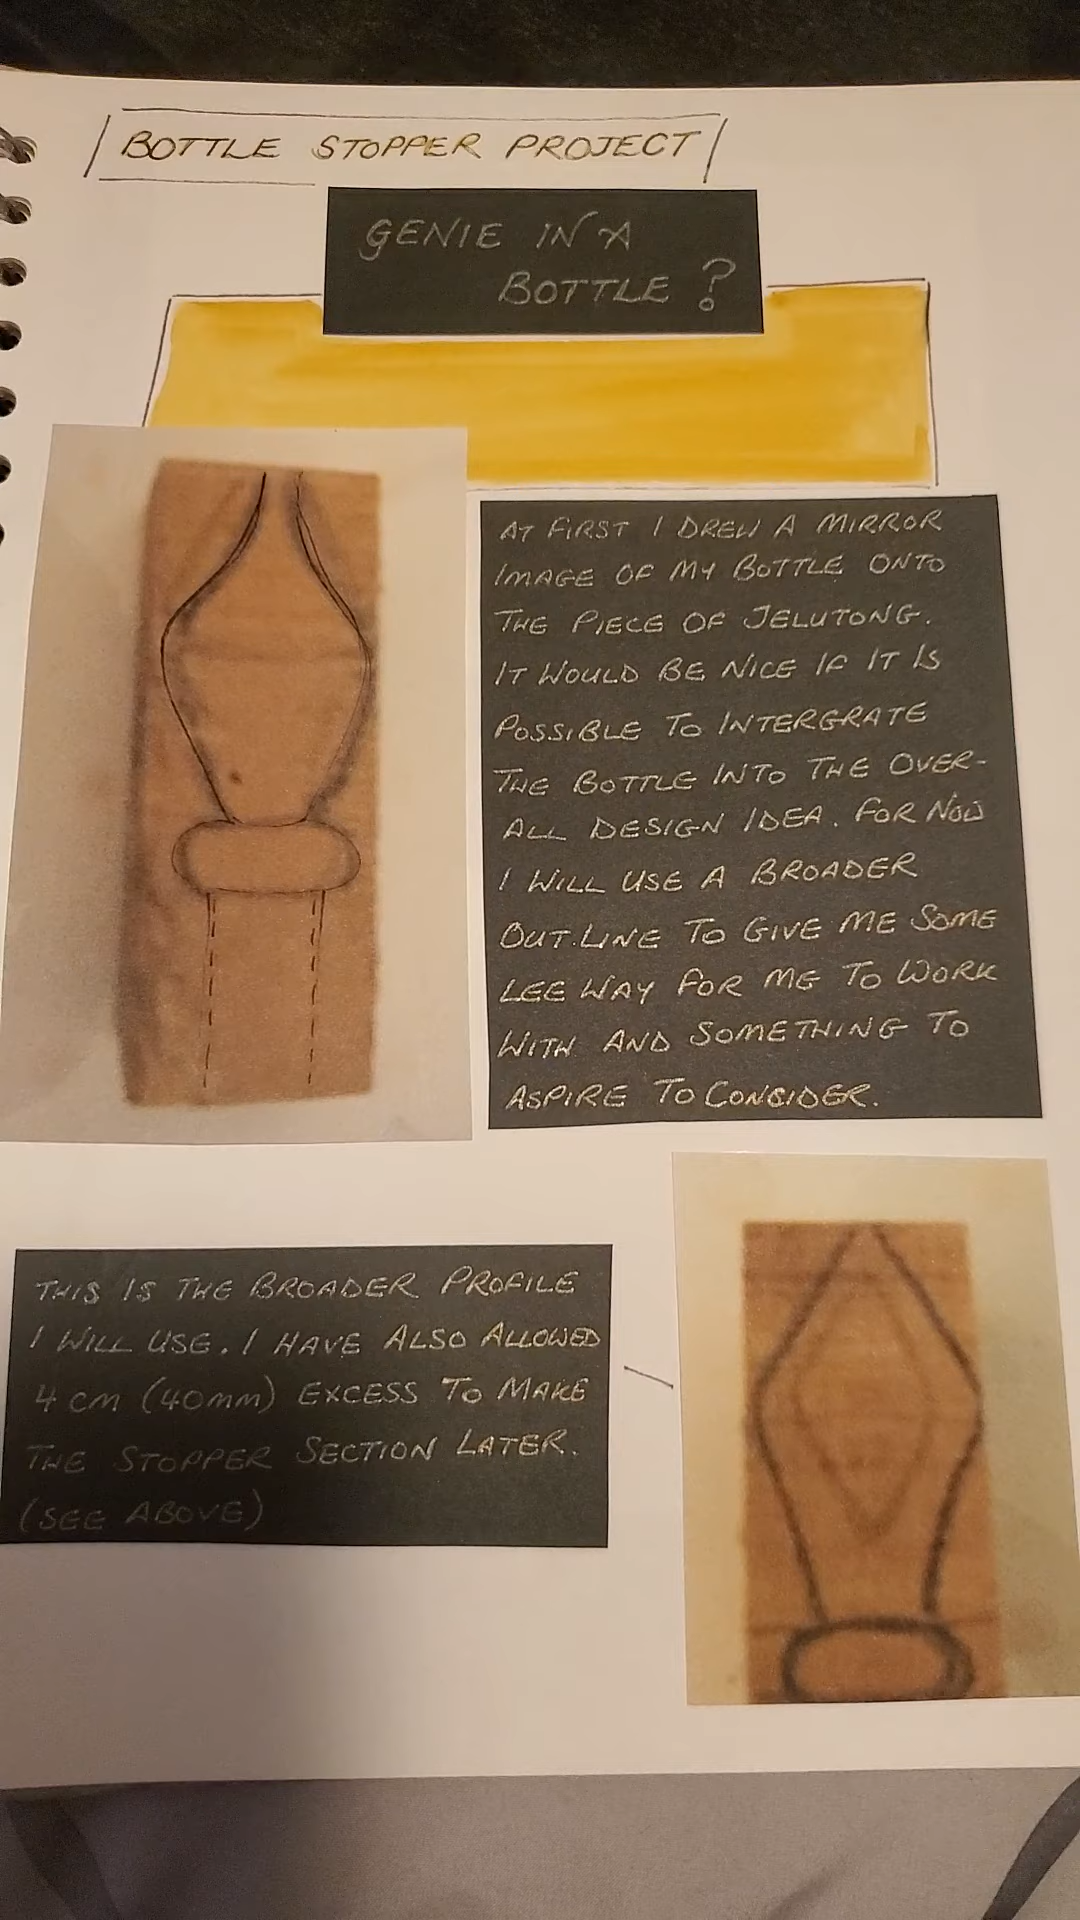 BOTTLE STOPPER PROJECT
GENIE IN A
BOTTLE ?
AT FIRST I DREW A MIRROR
IMAGE OF MY BOTTLE ONTO
THE PIECE OF JELUTONG.
IT WOULD BE NICE IF IT IS
POSSIBLE TO INTERGRATE
THE BOTTLE INTO THE OVER-
ALL DESIGN IDEA. FOR NOW
I WILL USE A BROADER
OUT.LINE TO GIVE ME SOME
LEE WAY FOR ME TO WORK
WITH AND SOMETHING TO
ASPIRE TO CONSIDER.
THIS IS THE BROADER PROFILE
I WILL USE. I HAVE ALSO ALLOWED
4 CM (40MM) EXCESS TO MAKE
THE STOPPER SECTION LATER.
(SEE ABOVE)